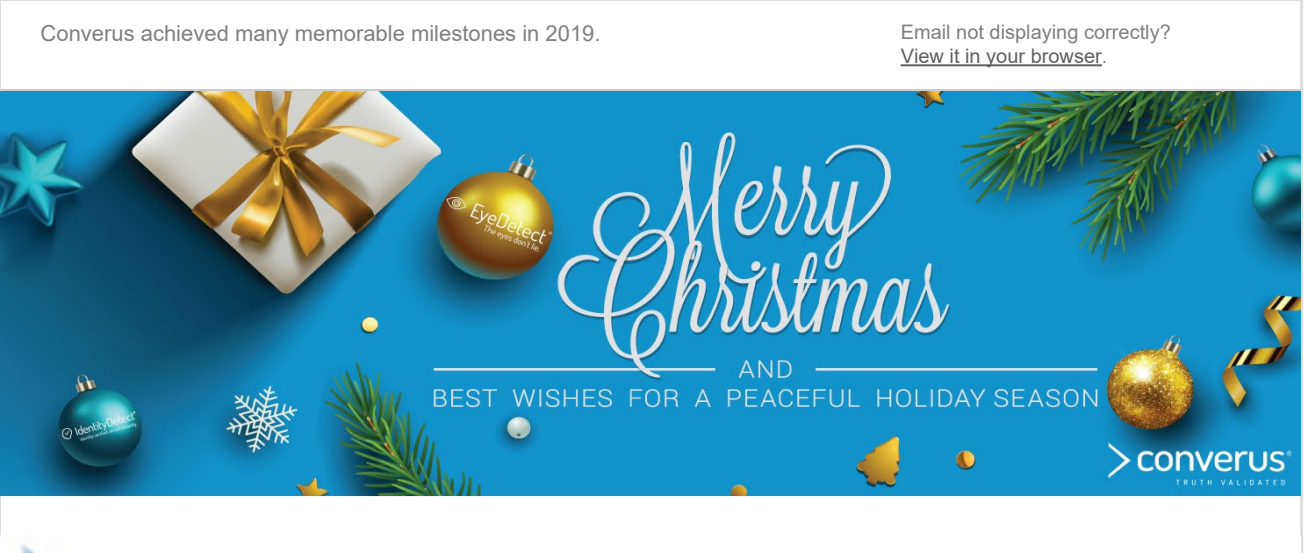 Converus achieved many memorable milestones in 2019.
Email not displaying correctly?
View it in your browser.
EyeDetect®
The eyes don't lie.
Merry
Christmas
AND
BEST WISHES FOR A PEACEFUL HOLIDAY SEASON
IdentityDetect®
converus®
TRUTH VALIDATED